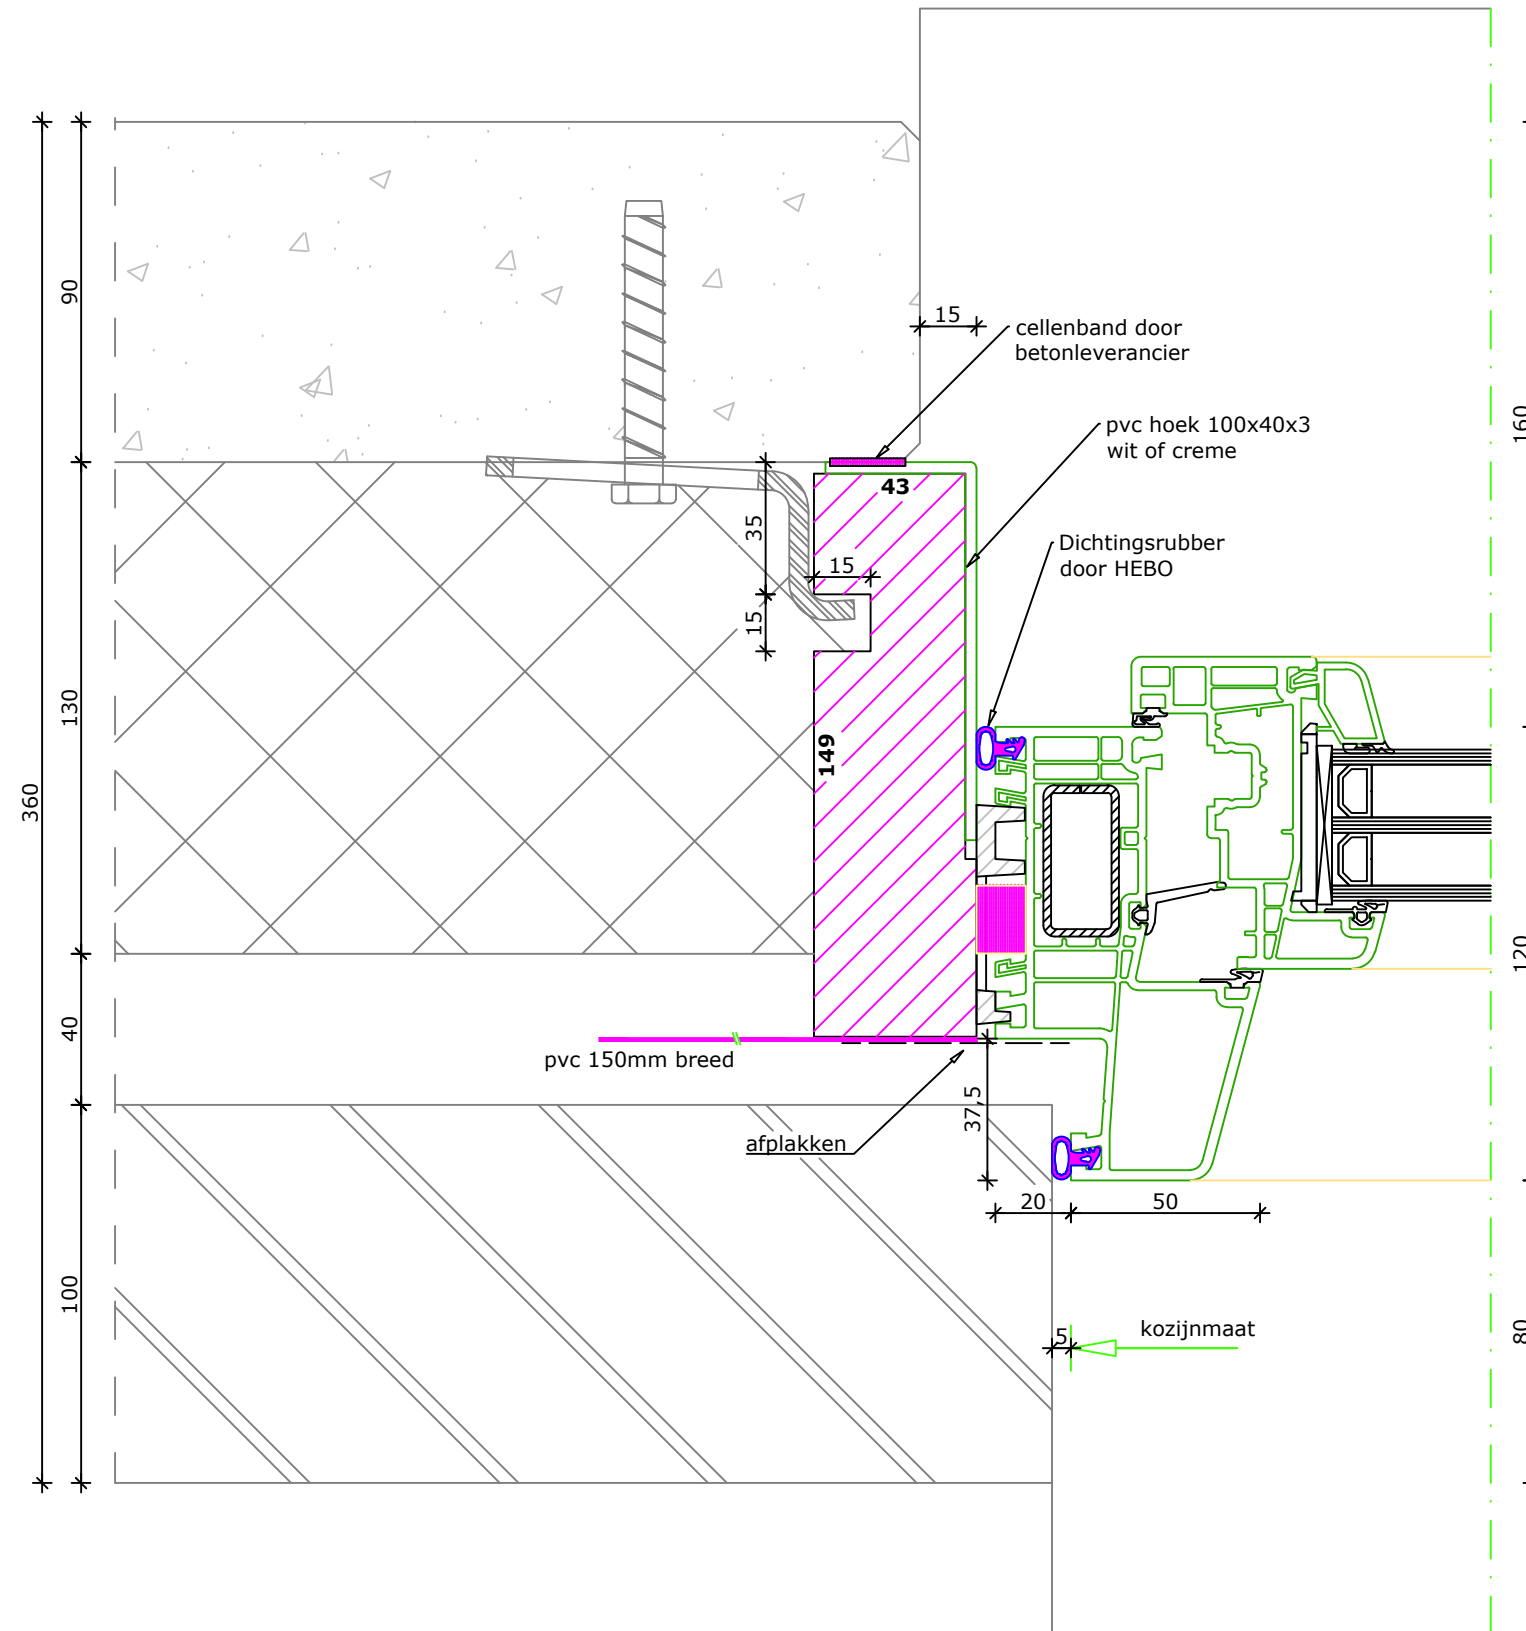 15
cellenband door
betonleverancier
90
360
130
40
100
160
120
80
pvc hoek 100x40x3
wit of creme
43
35
15
15
149
Dichtingsrubber
door HEBO
pvc 150mm breed
afplakken
37,5
20
50
5
kozijnmaat